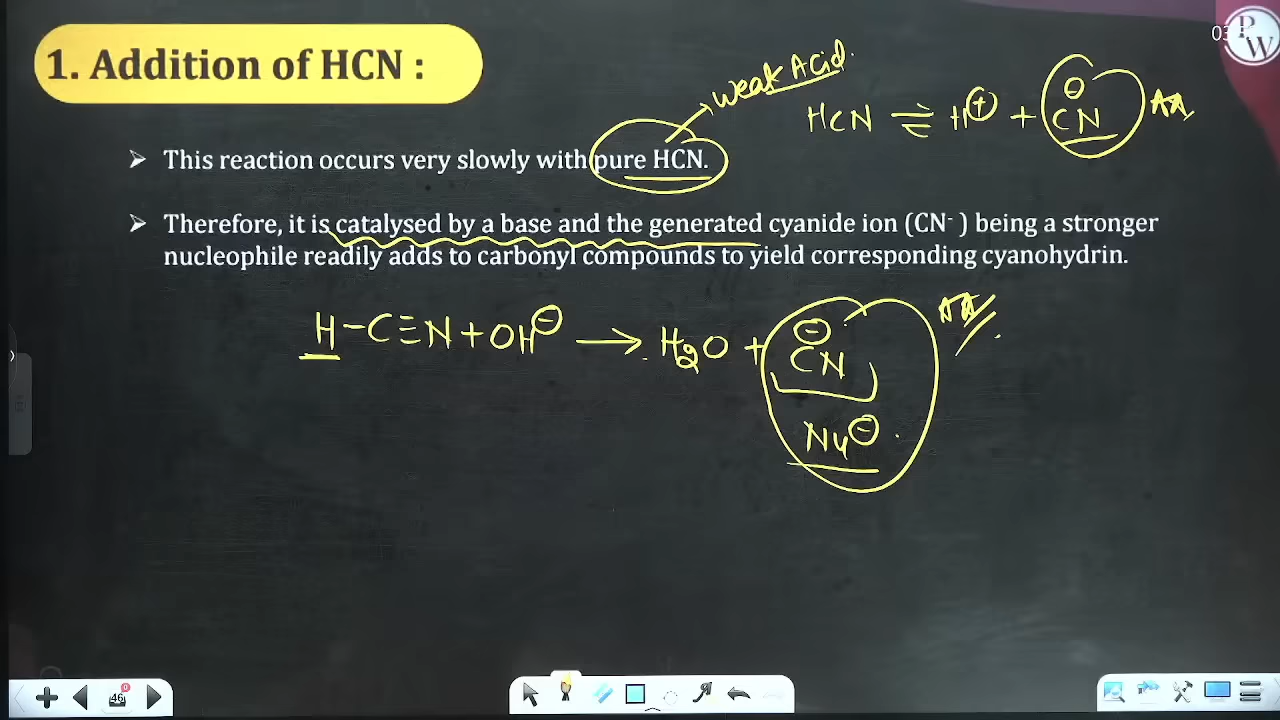 1. Addition of HCN :
weak Acid.
HCN ⇌ H⊕ + C⊖N
➢ This reaction occurs very slowly with pure HCN.
➢ Therefore, it is catalysed by a base and the generated cyanide ion (CN⁻ ) being a stronger
nucleophile readily adds to carbonyl compounds to yield corresponding cyanohydrin.
H-C≡N + OH⊖ → H2O + C⊖N
Nu⊖
PW
46